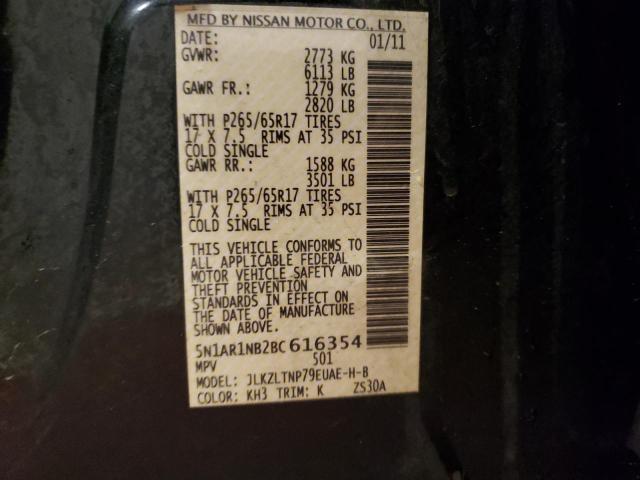 MFD BY NISSAN MOTOR CO., LTD.
DATE: 01/11
GVWR: 2773 KG
6113 LB
GAWR FR.: 1279 KG
2820 LB
WITH P265/65R17 TIRES
17 X 7.5 RIMS AT 35 PSI
COLD SINGLE
GAWR RR.: 1588 KG
3501 LB
WITH P265/65R17 TIRES
17 X 7.5 RIMS AT 35 PSI
COLD SINGLE
THIS VEHICLE CONFORMS TO
ALL APPLICABLE FEDERAL
MOTOR VEHICLE SAFETY AND
THEFT PREVENTION
STANDARDS IN EFFECT ON
THE DATE OF MANUFACTURE
SHOWN ABOVE.
5N1AR1NB2BC616354
MPV 501
MODEL: JLKZLTNP79EUAE-H-B
COLOR: KH3 TRIM: K ZS30A